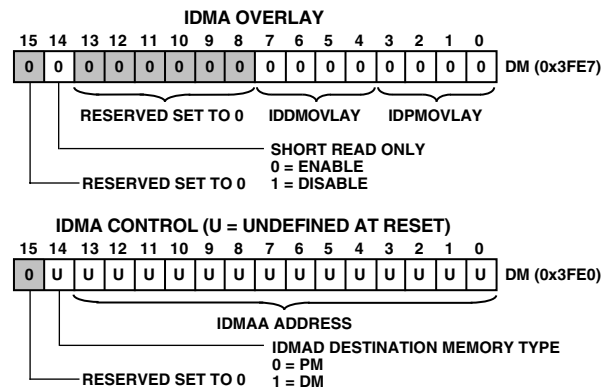 IDMA OVERLAY
15 14 13 12 11 10 9 8 7 6 5 4 3 2 1 0
0 0 0 0 0 0 0 0 0 0 0 0 0 0 0 0 DM (0x3FE7)
RESERVED SET TO 0 IDDMOVLAY IDPMOVLAY
SHORT READ ONLY
0 = ENABLE
RESERVED SET TO 0 1 = DISABLE
IDMA CONTROL (U = UNDEFINED AT RESET)
15 14 13 12 11 10 9 8 7 6 5 4 3 2 1 0
0 U U U U U U U U U U U U U U U DM (0x3FE0)
IDMAA ADDRESS
IDMAD DESTINATION MEMORY TYPE
0 = PM
RESERVED SET TO 0 1 = DM